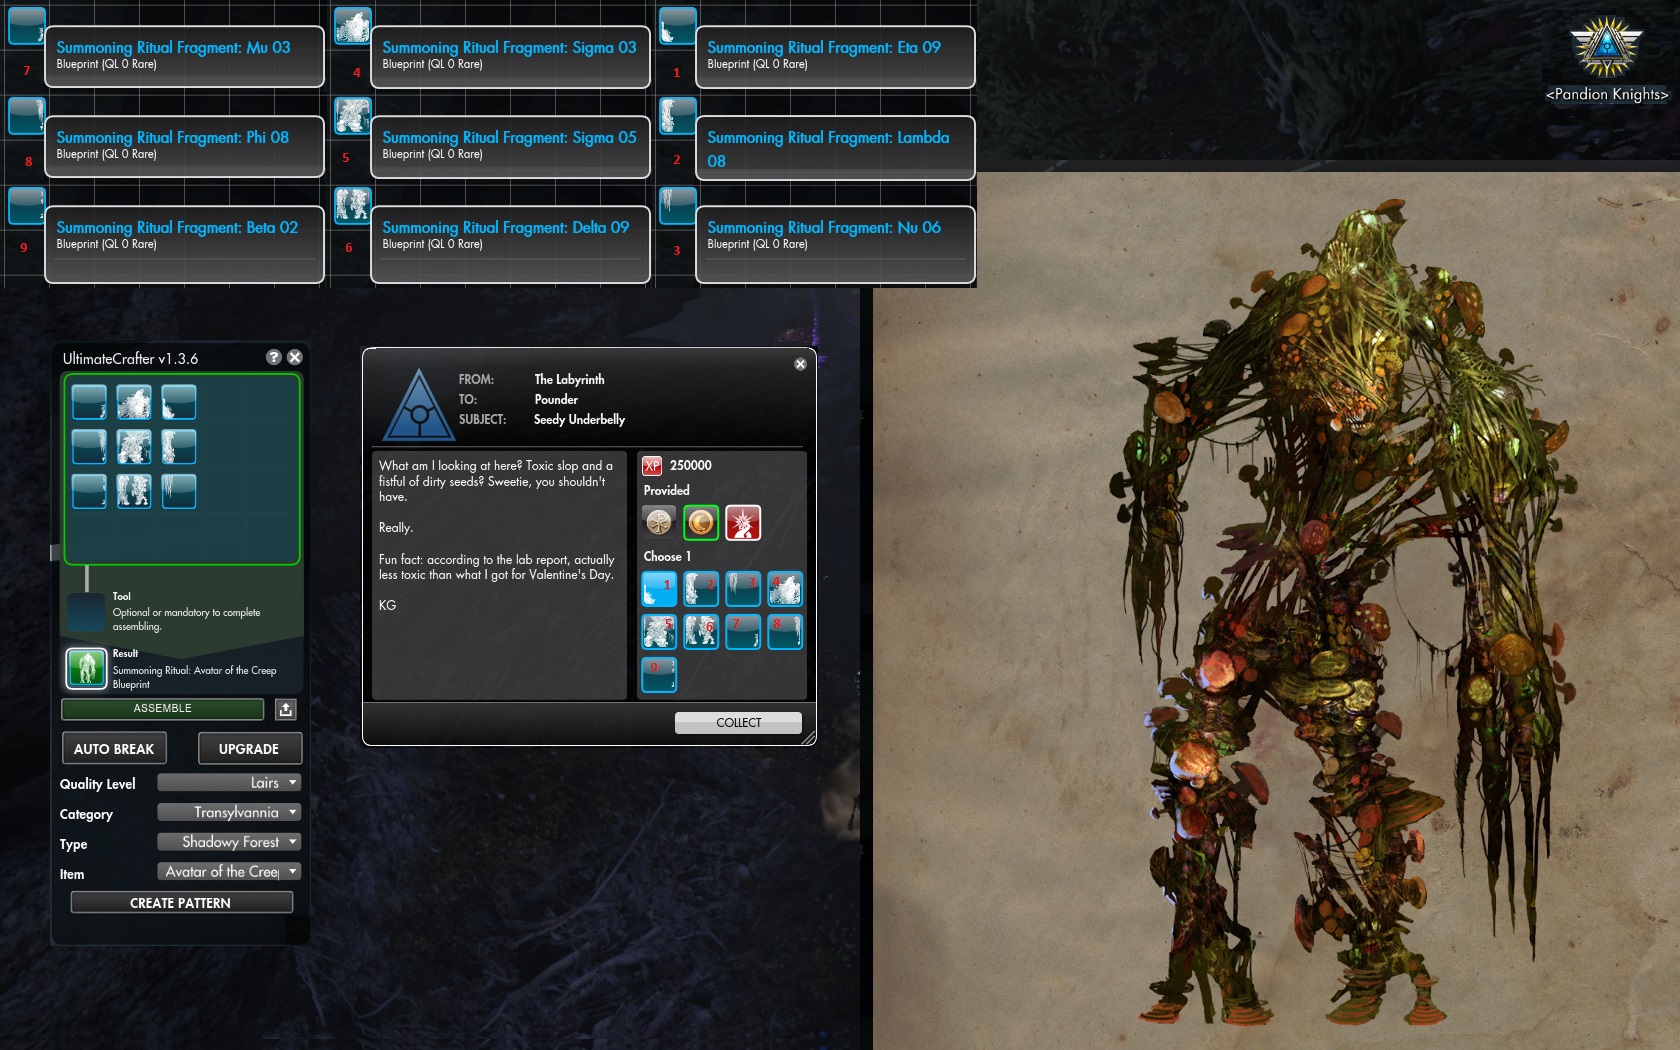 Summoning Ritual Fragment: Mu 03
Blueprint (QL 0 Rare)
7
Summoning Ritual Fragment: Sigma 03
Blueprint (QL 0 Rare)
4
Summoning Ritual Fragment: Eta 09
Blueprint (QL 0 Rare)
1
Summoning Ritual Fragment: Phi 08
Blueprint (QL 0 Rare)
8
Summoning Ritual Fragment: Sigma 05
Blueprint (QL 0 Rare)
5
Summoning Ritual Fragment: Lambda
08
2
Summoning Ritual Fragment: Beta 02
Blueprint (QL 0 Rare)
9
Summoning Ritual Fragment: Delta 09
Blueprint (QL 0 Rare)
6
Summoning Ritual Fragment: Nu 06
Blueprint (QL 0 Rare)
3
<Pandion Knights>
UltimateCrafter v1.3.6
?
Tool
Optional or mandatory to complete
assembling.
Result
Summoning Ritual: Avatar of the Creep
Blueprint
ASSEMBLE
AUTO BREAK
UPGRADE
Quality Level
Lairs
Category
Transylvannia
Type
Shadowy Forest
Item
Avatar of the Creep
CREATE PATTERN
FROM: The Labyrinth
TO: Pounder
SUBJECT: Seedy Underbelly
What am I looking at here? Toxic slop and a
fistful of dirty seeds? Sweetie, you shouldn't
have.
Really.
Fun fact: according to the lab report, actually
less toxic than what I got for Valentine's Day.
KG
XP 250000
Provided
Choose 1
1 2 3 4
5 6 7 8
9
COLLECT